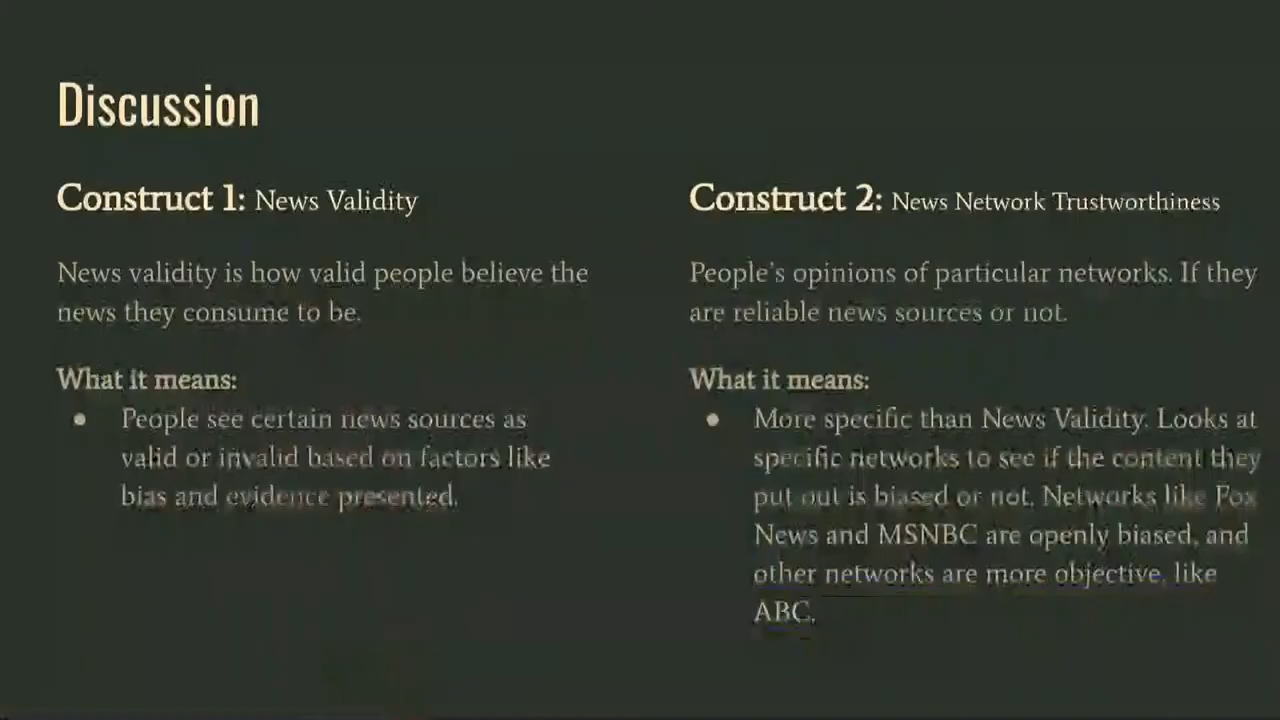 Discussion
Construct 1: News Validity
News validity is how valid people believe the
news they consume to be.
What it means:
● People see certain news sources as
valid or invalid based on factors like
bias and evidence presented.
Construct 2: News Network Trustworthiness
People's opinions of particular networks. If they
are reliable news sources or not.
What it means:
● More specific than News Validity. Looks at
specific networks to see if the content they
put out is biased or not. Networks like Fox
News and MSNBC are openly biased, and
other networks are more objective, like
ABC.